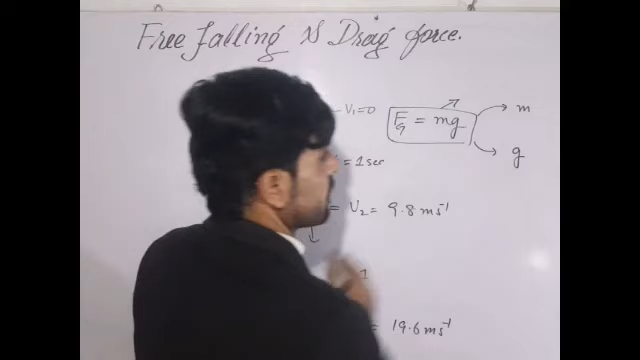 Free falling & Drag force.
V₁=0
F_g = mg
m
= 1 sec
g
= V₂ = 9.8 ms⁻¹
1
= 19.6 ms⁻¹